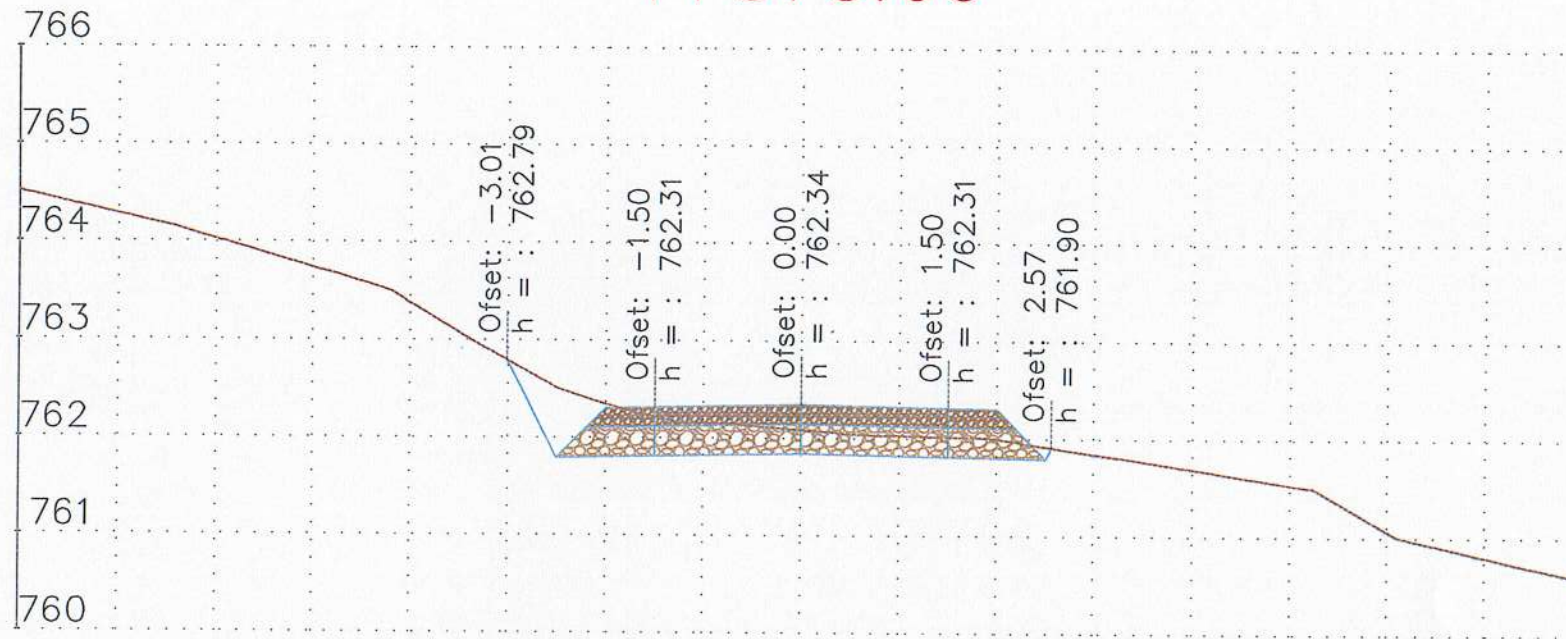 766
765
764
763
762
761
760
Ofset: -3.01
h = : 762.79
Ofset: -1.50
h = : 762.31
Ofset: 0.00
h = : 762.34
Ofset: 1.50
h = : 762.31
Ofset: 2.57
h = : 761.90